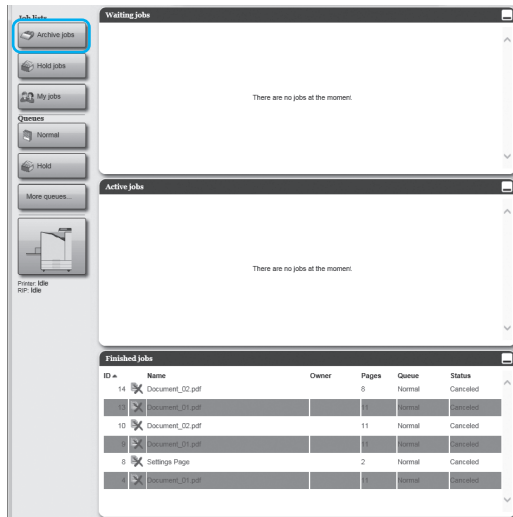 Job lists
Archive jobs
Hold jobs
My jobs
Queues
Normal
Hold
More queues...
Printer: Idle
RIP: Idle
Waiting jobs
There are no jobs at the moment.
Active jobs
There are no jobs at the moment.
Finished jobs
ID Name Owner Pages Queue Status
14 Document_02.pdf 8 Normal Canceled
13 Document_01.pdf 11 Normal Canceled
10 Document_02.pdf 11 Normal Canceled
9 Document_01.pdf 11 Normal Canceled
8 Settings Page 2 Normal Canceled
4 Document_01.pdf 11 Normal Canceled